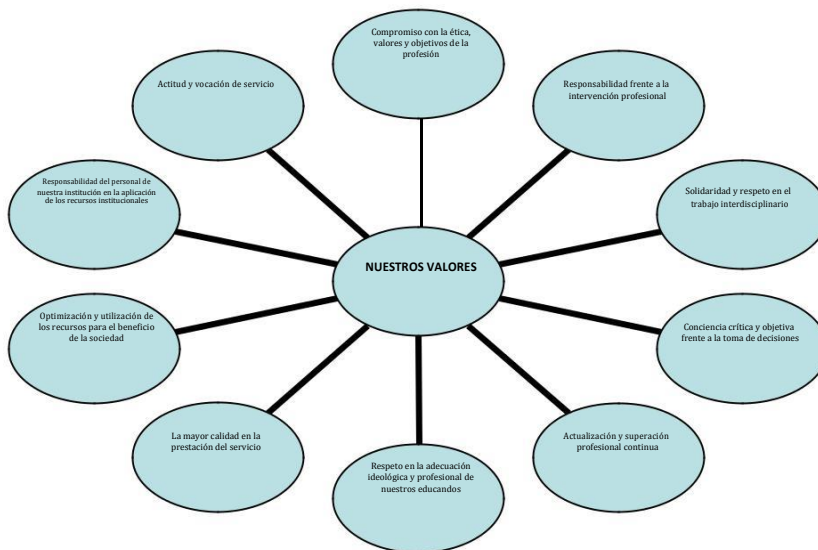 Compromiso con la ética,
valores y objetivos de la
profesión
Actitud y vocación de servicio
Responsabilidad frente a la
intervención profesional
Responsabilidad del personal de
nuestra institución en la aplicación
de los recursos institucionales
Solidaridad y respeto en el
trabajo interdisciplinario
NUESTROS VALORES
Optimización y utilización de
los recursos para el beneficio
de la sociedad
Conciencia crítica y objetiva
frente a la toma de decisiones
La mayor calidad en la
prestación del servicio
Actualización y superación
profesional continua
Respeto en la adecuación
ideológica y profesional de
nuestros educandos